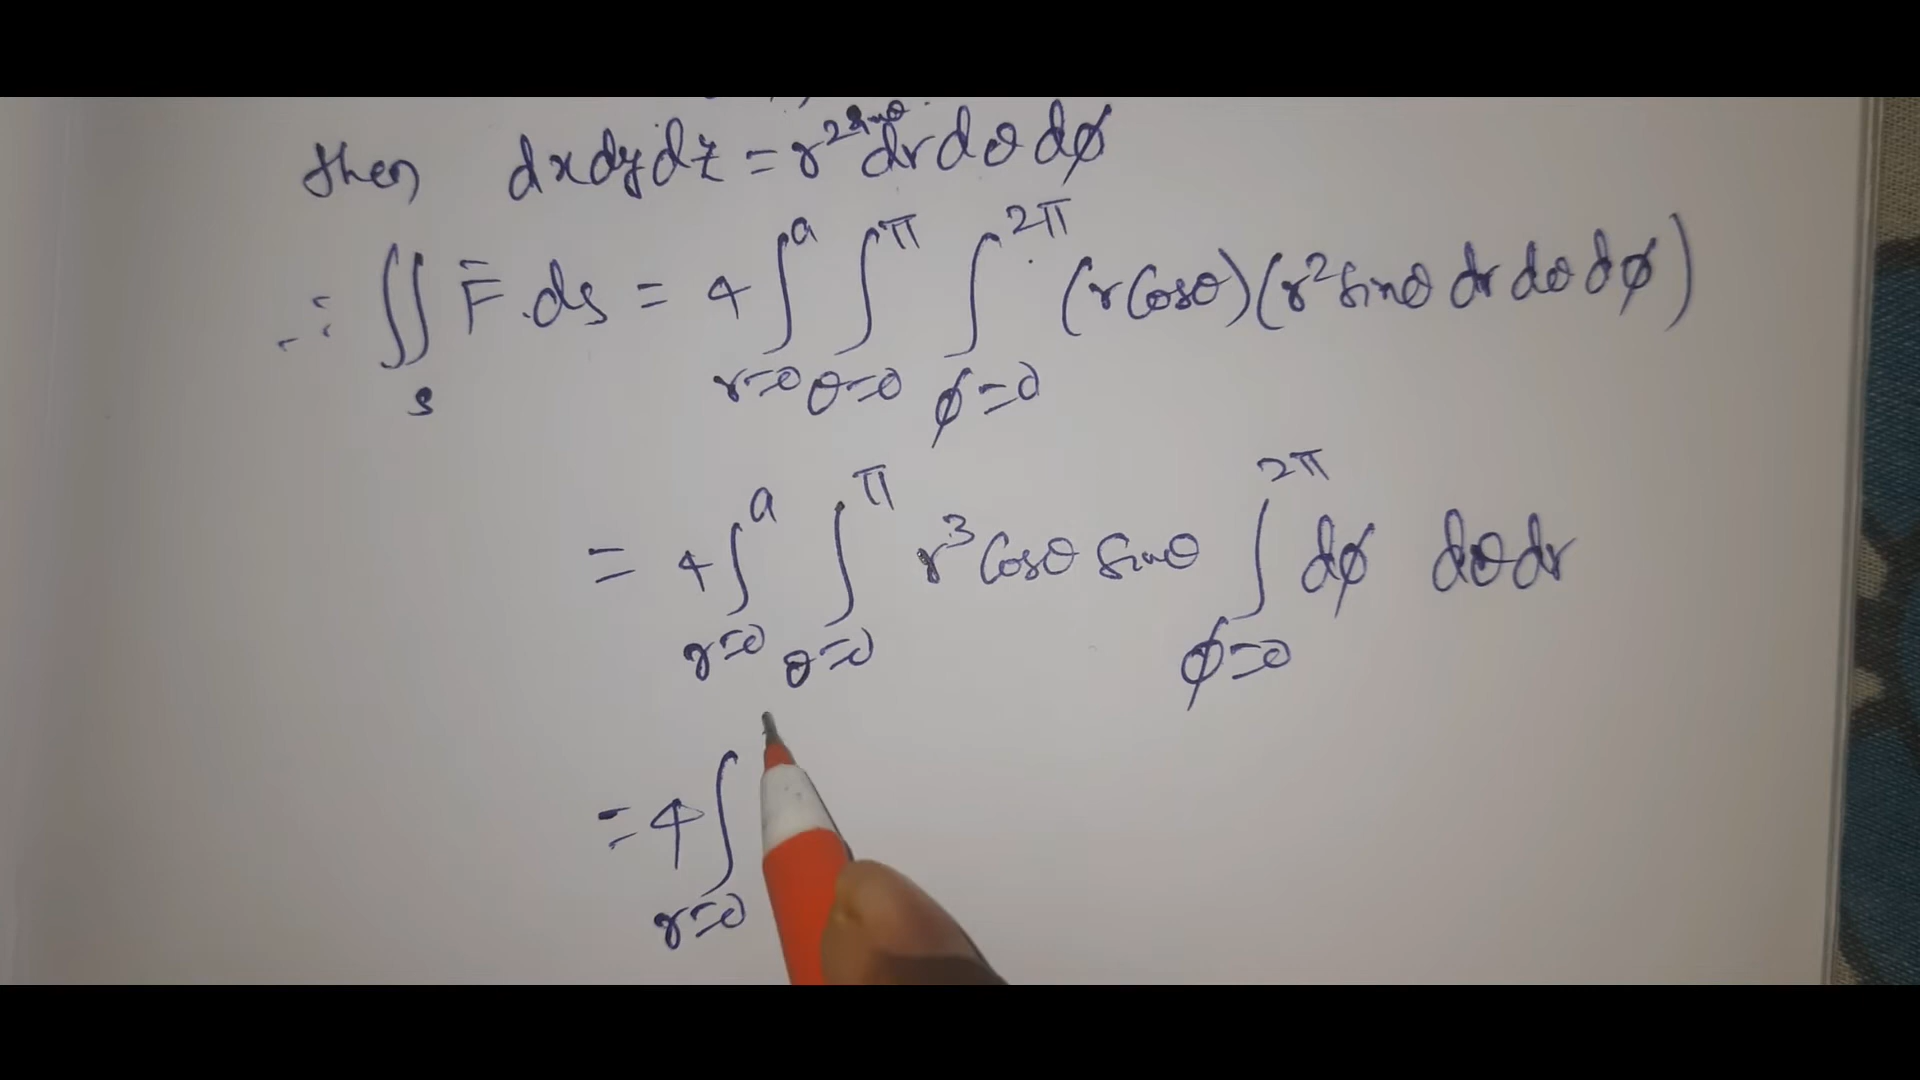 then dxdydz = r² sinθ dr dθ dϕ
∴ ∬_S F̄.ds = 4 ∫_{r=0}^{a} ∫_{θ=0}^{π} ∫_{ϕ=0}^{2π} (r Cosθ)(r² Sinθ dr dθ dϕ)
= 4 ∫_{r=0}^{a} ∫_{θ=0}^{π} r³ Cosθ Sinθ ∫_{ϕ=0}^{2π} dϕ dθ dr
= 4 ∫_{r=0}